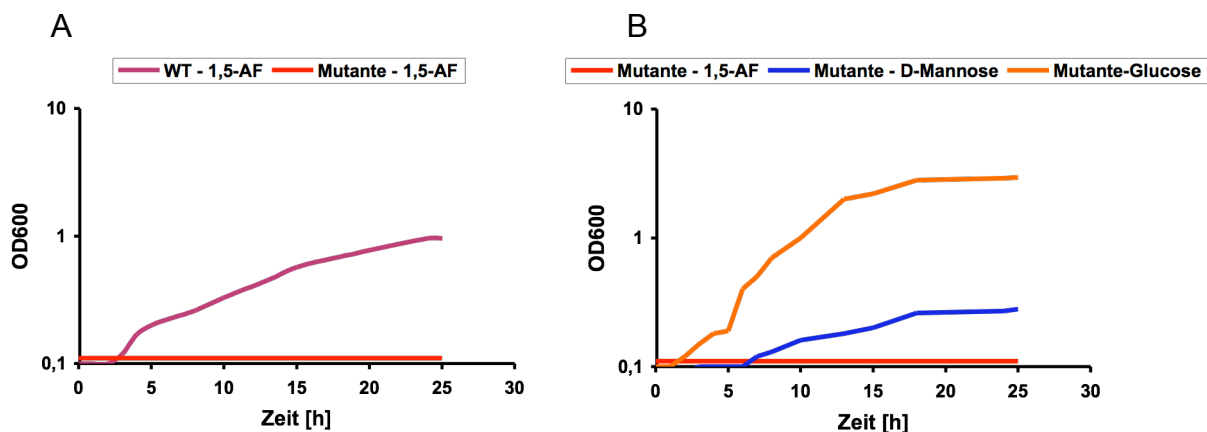 A
WT - 1,5-AF Mutante - 1,5-AF
10
1
0,1
OD600
0 5 10 15 20 25 30
Zeit [h]
B
Mutante - 1,5-AF Mutante - D-Mannose Mutante-Glucose
10
1
0,1
OD600
0 5 10 15 20 25 30
Zeit [h]